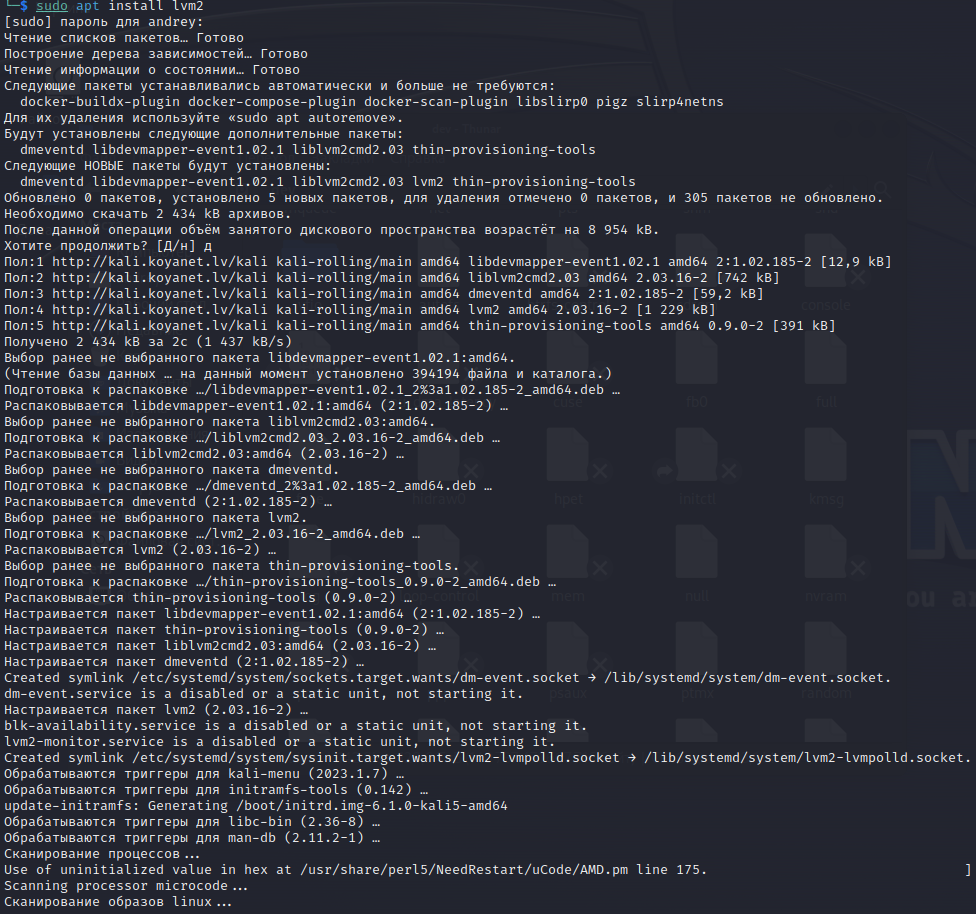 └─$ sudo apt install lvm2
[sudo] пароль для andrey:
Чтение списков пакетов… Готово
Построение дерева зависимостей… Готово
Чтение информации о состоянии… Готово
Следующие пакеты устанавливались автоматически и больше не требуются:
docker-buildx-plugin docker-compose-plugin docker-scan-plugin libslirp0 pigz slirp4netns
Для их удаления используйте «sudo apt autoremove».
Будут установлены следующие дополнительные пакеты:
dmeventd libdevmapper-event1.02.1 liblvm2cmd2.03 thin-provisioning-tools
Следующие НОВЫЕ пакеты будут установлены:
dmeventd libdevmapper-event1.02.1 liblvm2cmd2.03 lvm2 thin-provisioning-tools
Обновлено 0 пакетов, установлено 5 новых пакетов, для удаления отмечено 0 пакетов, и 305 пакетов не обновлено.
Необходимо скачать 2 434 kB архивов.
После данной операции объём занятого дискового пространства возрастёт на 8 954 kB.
Хотите продолжить? [Д/н] д
Пол:1 http://kali.koyanet.lv/kali kali-rolling/main amd64 libdevmapper-event1.02.1 amd64 2:1.02.185-2 [12,9 kB]
Пол:2 http://kali.koyanet.lv/kali kali-rolling/main amd64 liblvm2cmd2.03 amd64 2.03.16-2 [742 kB]
Пол:3 http://kali.koyanet.lv/kali kali-rolling/main amd64 dmeventd amd64 2:1.02.185-2 [59,2 kB]
Пол:4 http://kali.koyanet.lv/kali kali-rolling/main amd64 lvm2 amd64 2.03.16-2 [1 229 kB]
Пол:5 http://kali.koyanet.lv/kali kali-rolling/main amd64 thin-provisioning-tools amd64 0.9.0-2 [391 kB]
Получено 2 434 kB за 2с (1 437 kB/s)
Выбор ранее не выбранного пакета libdevmapper-event1.02.1:amd64.
(Чтение базы данных … на данный момент установлено 394194 файла и каталога.)
Подготовка к распаковке …/libdevmapper-event1.02.1_2%3a1.02.185-2_amd64.deb …
Распаковывается libdevmapper-event1.02.1:amd64 (2:1.02.185-2) …
Выбор ранее не выбранного пакета liblvm2cmd2.03:amd64.
Подготовка к распаковке …/liblvm2cmd2.03_2.03.16-2_amd64.deb …
Распаковывается liblvm2cmd2.03:amd64 (2.03.16-2) …
Выбор ранее не выбранного пакета dmeventd.
Подготовка к распаковке …/dmeventd_2%3a1.02.185-2_amd64.deb …
Распаковывается dmeventd (2:1.02.185-2) …
Выбор ранее не выбранного пакета lvm2.
Подготовка к распаковке …/lvm2_2.03.16-2_amd64.deb …
Распаковывается lvm2 (2.03.16-2) …
Выбор ранее не выбранного пакета thin-provisioning-tools.
Подготовка к распаковке …/thin-provisioning-tools_0.9.0-2_amd64.deb …
Распаковывается thin-provisioning-tools (0.9.0-2) …
Настраивается пакет libdevmapper-event1.02.1:amd64 (2:1.02.185-2) …
Настраивается пакет thin-provisioning-tools (0.9.0-2) …
Настраивается пакет liblvm2cmd2.03:amd64 (2.03.16-2) …
Настраивается пакет dmeventd (2:1.02.185-2) …
Created symlink /etc/systemd/system/sockets.target.wants/dm-event.socket → /lib/systemd/system/dm-event.socket.
dm-event.service is a disabled or a static unit, not starting it.
Настраивается пакет lvm2 (2.03.16-2) …
blk-availability.service is a disabled or a static unit, not starting it.
lvm2-monitor.service is a disabled or a static unit, not starting it.
Created symlink /etc/systemd/system/sysinit.target.wants/lvm2-lvmpolld.socket → /lib/systemd/system/lvm2-lvmpolld.socket.
Обрабатываются триггеры для kali-menu (2023.1.7) …
Обрабатываются триггеры для initramfs-tools (0.142) …
update-initramfs: Generating /boot/initrd.img-6.1.0-kali5-amd64
Обрабатываются триггеры для libc-bin (2.36-8) …
Обрабатываются триггеры для man-db (2.11.2-1) …
Сканирование процессов...
Use of uninitialized value in hex at /usr/share/perl5/NeedRestart/uCode/AMD.pm line 175. ]
Scanning processor microcode...
Сканирование образов linux...